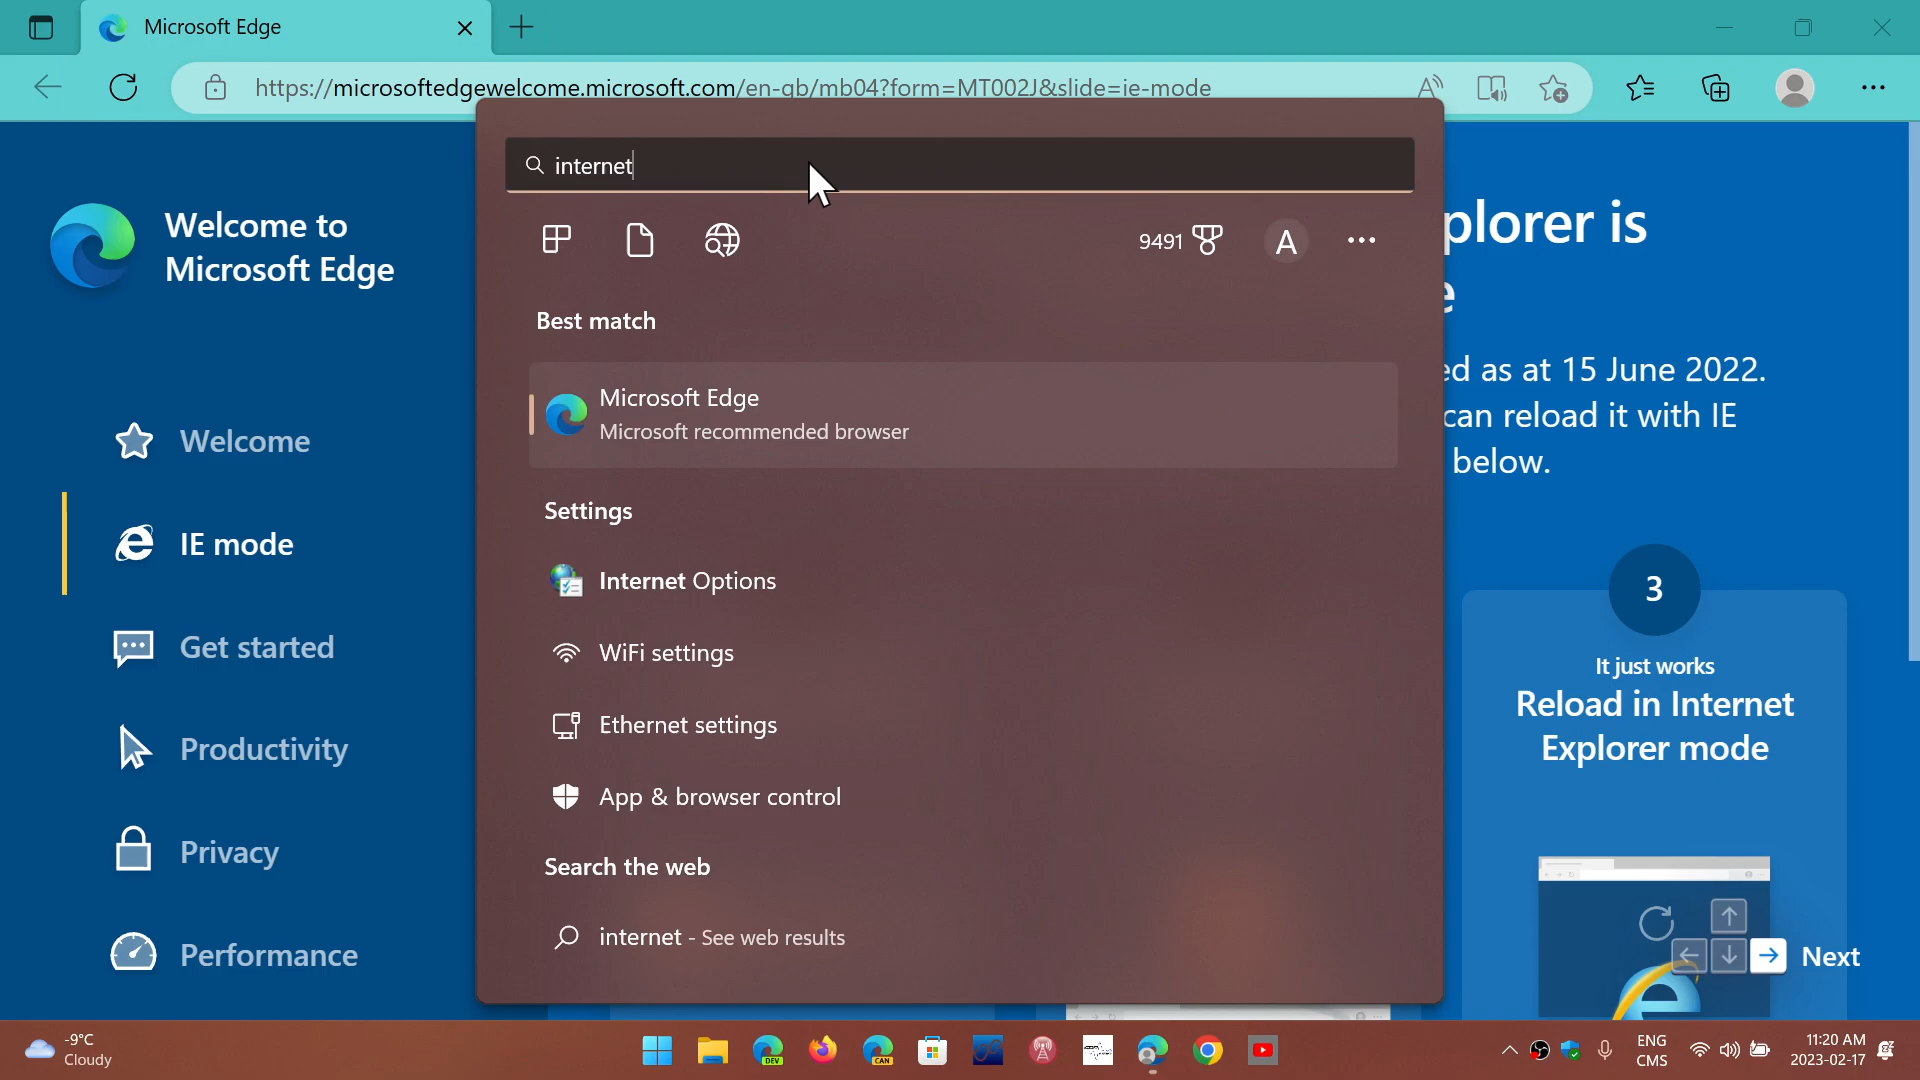 Microsoft Edge
https://microsoftedgewelcome.microsoft.com/en-gb/mb04?form=MT002J&slide=ie-mode
internet
9491
A
Best match
Microsoft Edge
Microsoft recommended browser
Settings
Internet Options
WiFi settings
Ethernet settings
App & browser control
Search the web
internet - See web results
Welcome to
Microsoft Edge
Welcome
IE mode
Get started
Productivity
Privacy
Performance
plorer is
e
ed as at 15 June 2022.
can reload it with IE
below.
3
It just works
Reload in Internet
Explorer mode
Next
-9°C
Cloudy
DEV
CAN
ENG
CMS
11:20 AM
2023-02-17